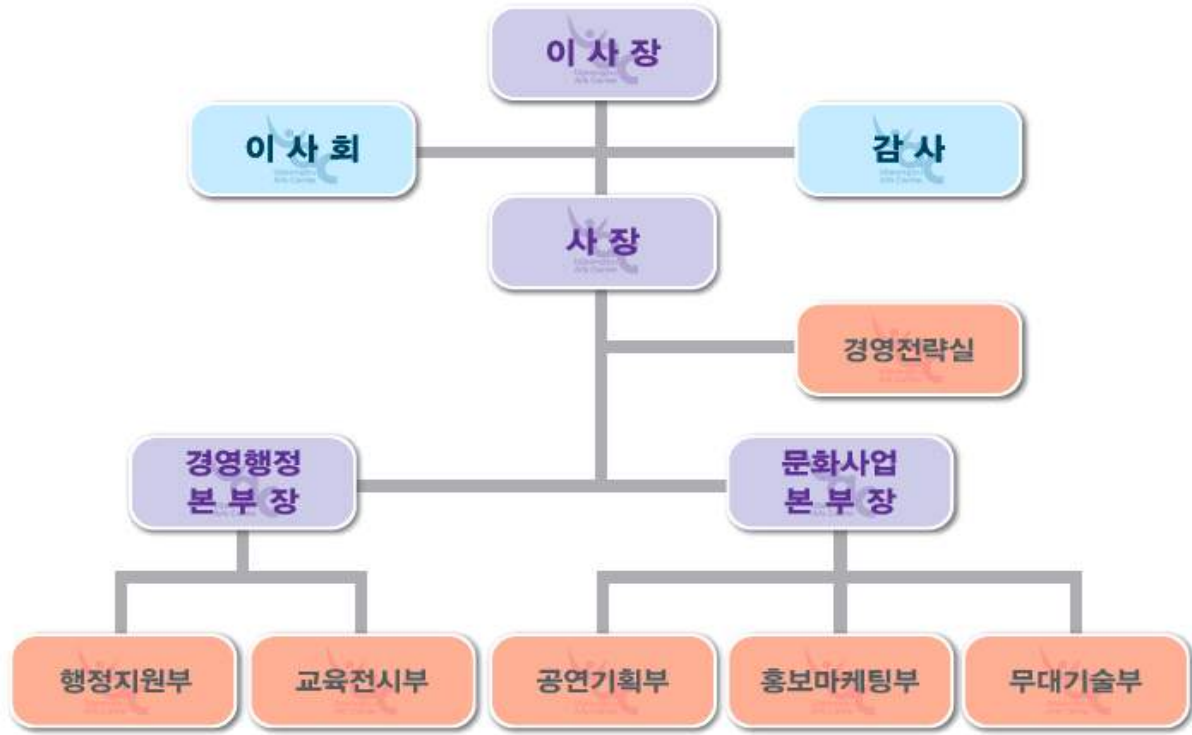 이 사 장
이 사 회
감 사
사 장
경영전략실
경영행정
본 부 장
문화사업
본 부 장
행정지원부
교육전시부
공연기획부
홍보마케팅부
무대기술부